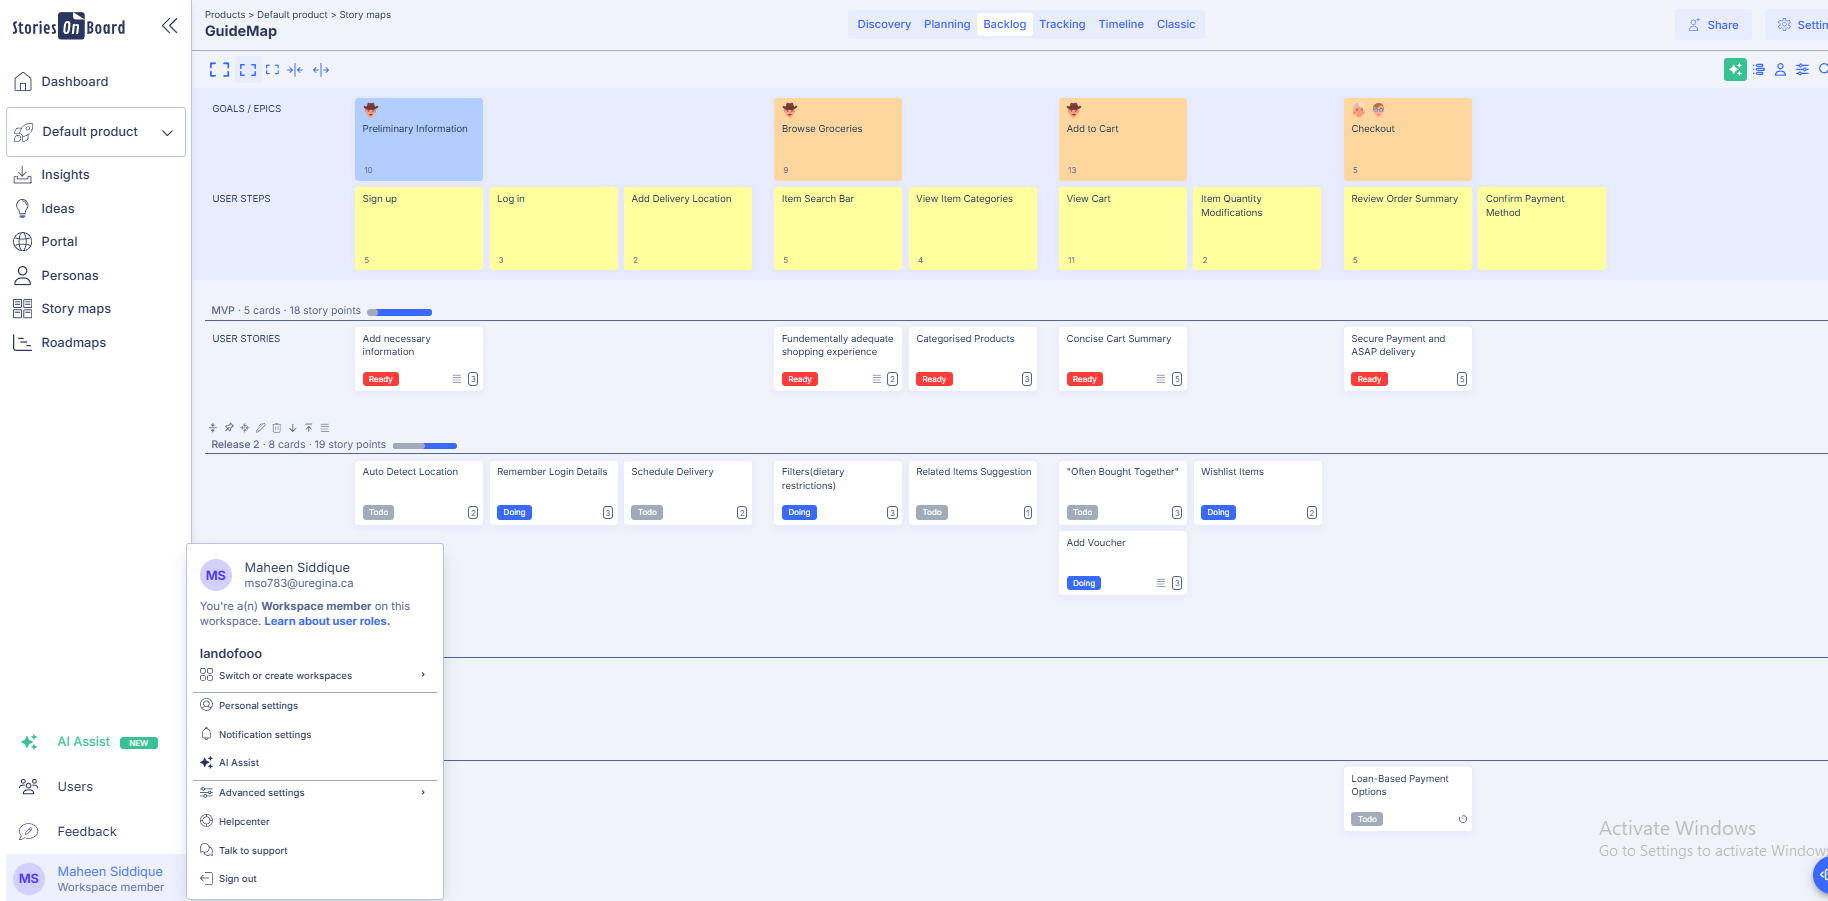 Stories On Board
Products > Default product > Story maps
GuideMap
Discovery
Planning
Backlog
Tracking
Timeline
Classic
Share
Dashboard
Default product
Insights
Ideas
Portal
Personas
Story maps
Roadmaps
GOALS / EPICS
Preliminary Information
10
Browse Groceries
9
Add to Cart
13
Checkout
5
USER STEPS
Sign up
5
Log in
3
Add Delivery Location
2
Item Search Bar
5
View Item Categories
4
View Cart
11
Item Quantity
Modifications
2
Review Order Summary
5
Confirm Payment
Method
MVP · 5 cards · 18 story points
USER STORIES
Add necessary
information
Ready
3
Fundementally adequate
shopping experience
Ready
2
Categorised Products
Ready
3
Concise Cart Summary
Ready
5
Secure Payment and
ASAP delivery
Ready
5
Release 2 · 8 cards · 19 story points
Auto Detect Location
Todo
2
Remember Login Details
Doing
3
Schedule Delivery
Todo
2
Filters(dietary
restrictions)
Doing
3
Related Items Suggestion
Todo
1
"Often Bought Together"
Todo
3
Wishlist Items
Doing
2
Add Voucher
Doing
3
Loan-Based Payment
Options
Todo
MS
Maheen Siddique
mso783@uregina.ca
You're a(n) Workspace member on this
workspace. Learn about user roles.
landofooo
Switch or create workspaces
Personal settings
Notification settings
AI Assist
Advanced settings
Helpcenter
Talk to support
Sign out
AI Assist
NEW
Users
Feedback
MS
Maheen Siddique
Workspace member
Activate Windows
Go to Settings to activate Windows